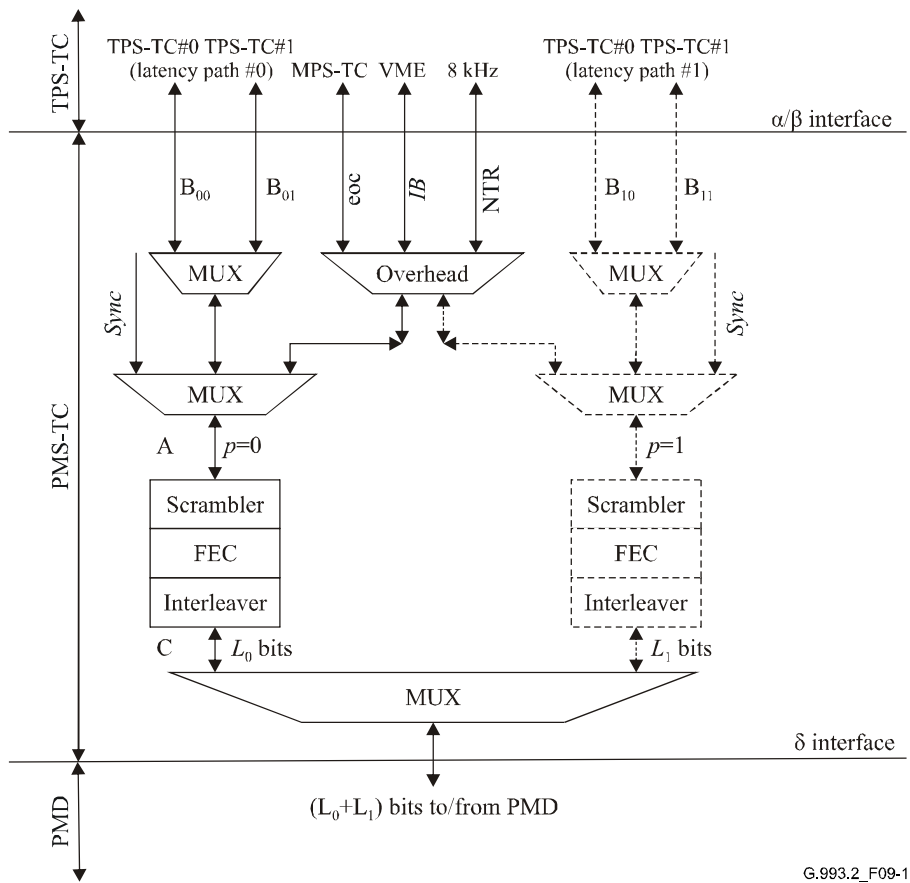 TPS-TC
TPS-TC#0 TPS-TC#1
(latency path #0)
MPS-TC VME 8 kHz
TPS-TC#0 TPS-TC#1
(latency path #1)
α/β interface
B₀₀
B₀₁
eoc
IB
NTR
B₁₀
B₁₁
MUX
Overhead
MUX
Sync
Sync
MUX
MUX
PMS-TC
A
p=0
p=1
Scrambler
FEC
Interleaver
Scrambler
FEC
Interleaver
C
L₀ bits
L₁ bits
MUX
δ interface
PMD
(L₀+L₁) bits to/from PMD
G.993.2_F09-1